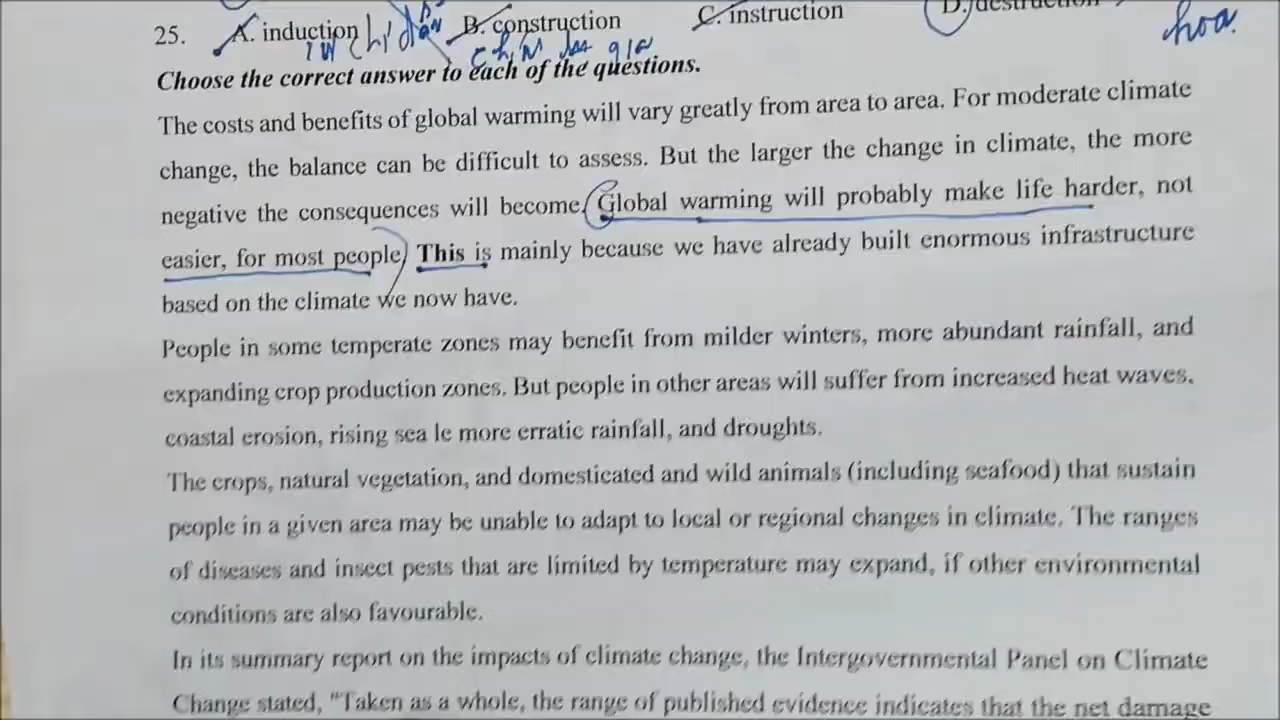 25. A. induction B. construction C. instruction D. destruction
hoa.
Choose the correct answer to each of the questions.
The costs and benefits of global warming will vary greatly from area to area. For moderate climate
change, the balance can be difficult to assess. But the larger the change in climate, the more
negative the consequences will become. Global warming will probably make life harder, not
easier, for most people. This is mainly because we have already built enormous infrastructure
based on the climate we now have.
People in some temperate zones may benefit from milder winters, more abundant rainfall, and
expanding crop production zones. But people in other areas will suffer from increased heat waves,
coastal erosion, rising sea le more erratic rainfall, and droughts.
The crops, natural vegetation, and domesticated and wild animals (including seafood) that sustain
people in a given area may be unable to adapt to local or regional changes in climate. The ranges
of diseases and insect pests that are limited by temperature may expand, if other environmental
conditions are also favourable.
In its summary report on the impacts of climate change, the Intergovernmental Panel on Climate
Change stated, "Taken as a whole, the range of published evidence indicates that the net damage